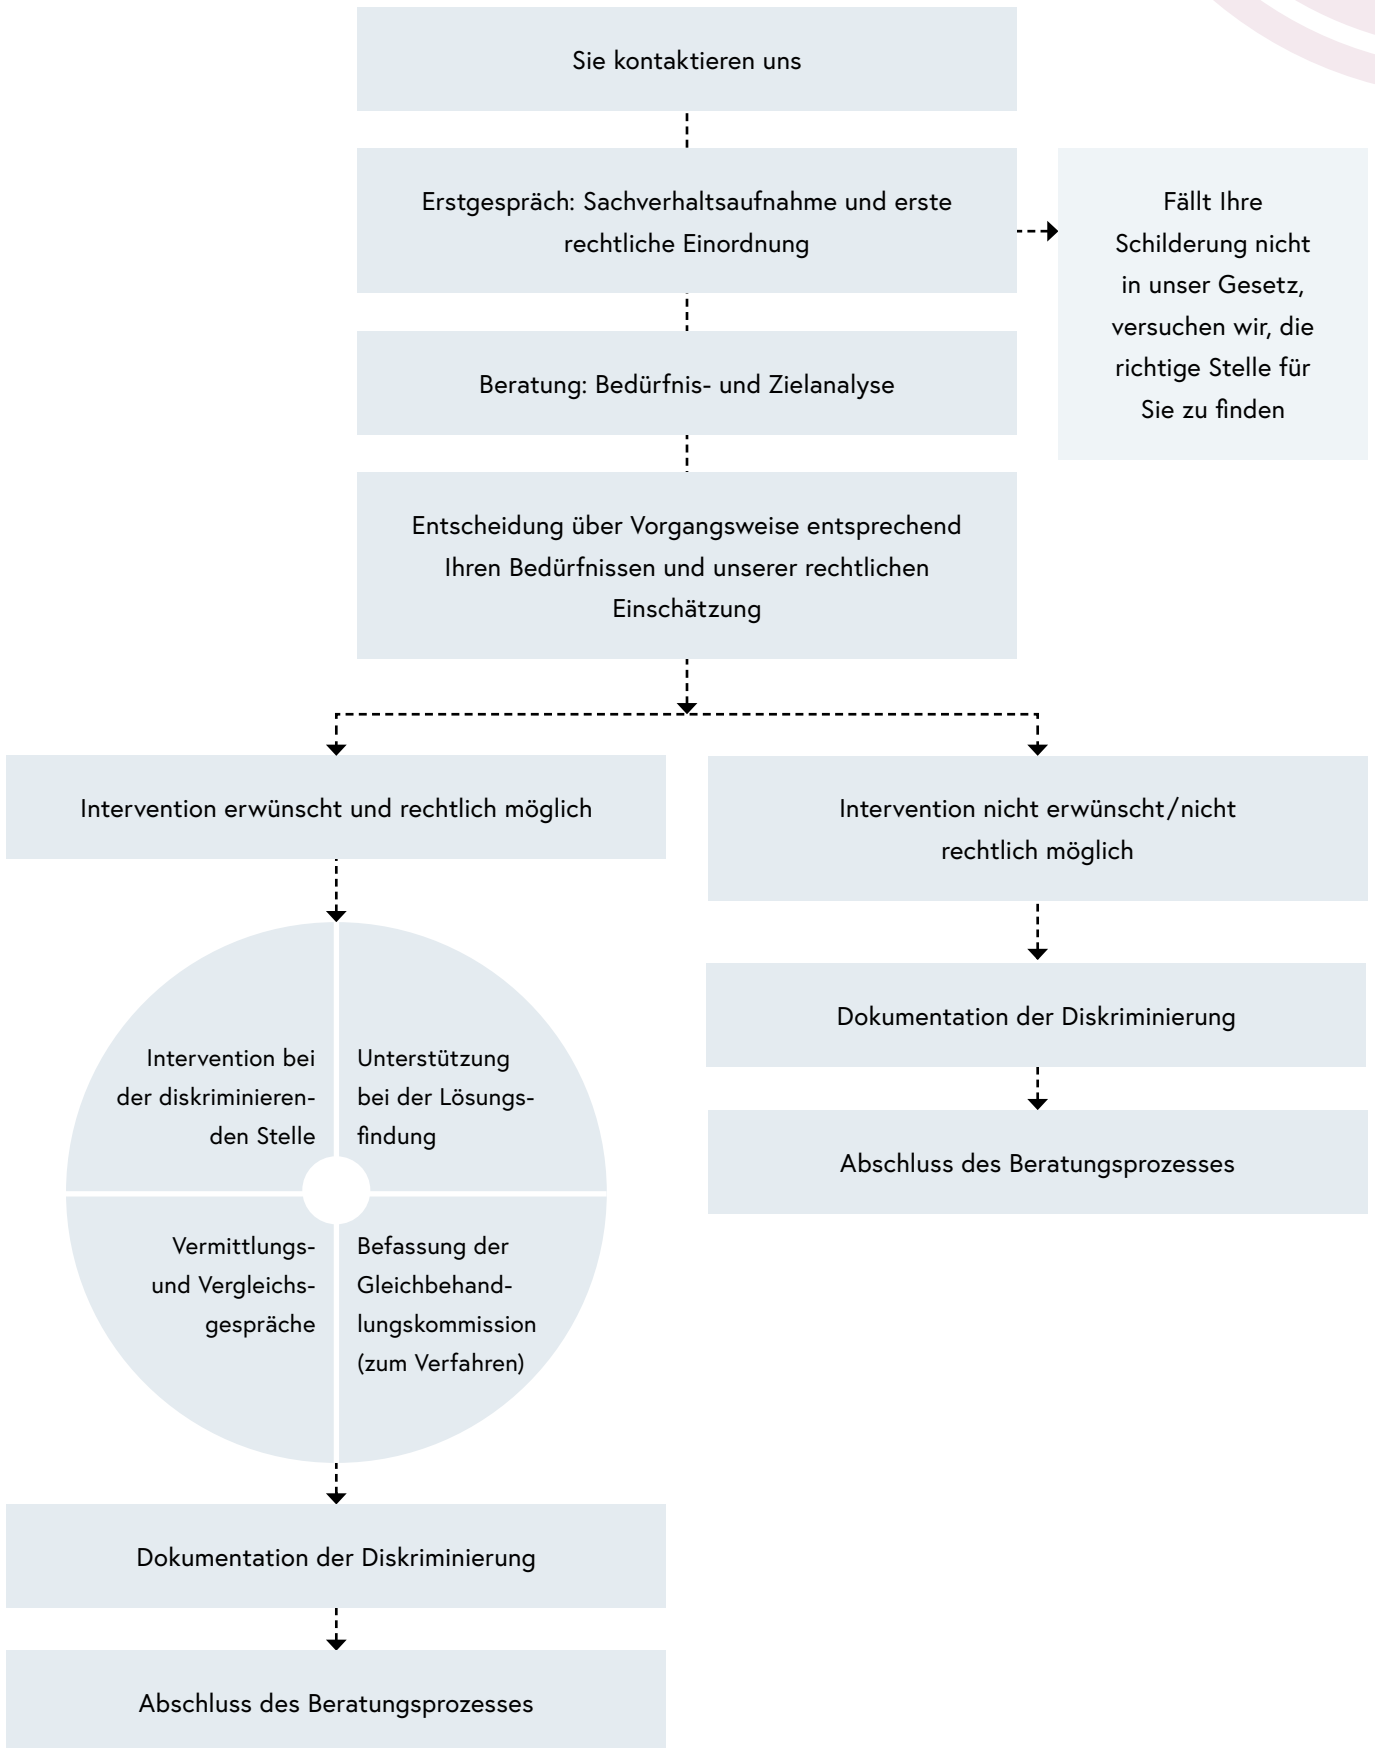 Sie kontaktieren uns
Erstgespräch: Sachverhaltsaufnahme und erste
rechtliche Einordnung
Fällt Ihre
Schilderung nicht
in unser Gesetz,
versuchen wir, die
richtige Stelle für
Sie zu finden
Beratung: Bedürfnis- und Zielanalyse
Entscheidung über Vorgangsweise entsprechend
Ihren Bedürfnissen und unserer rechtlichen
Einschätzung
Intervention erwünscht und rechtlich möglich
Intervention nicht erwünscht/nicht
rechtlich möglich
Intervention bei
der diskriminieren-
den Stelle
Unterstützung
bei der Lösungs-
findung
Vermittlungs-
und Vergleichs-
gespräche
Befassung der
Gleichbehand-
lungskommission
(zum Verfahren)
Dokumentation der Diskriminierung
Abschluss des Beratungsprozesses
Dokumentation der Diskriminierung
Abschluss des Beratungsprozesses